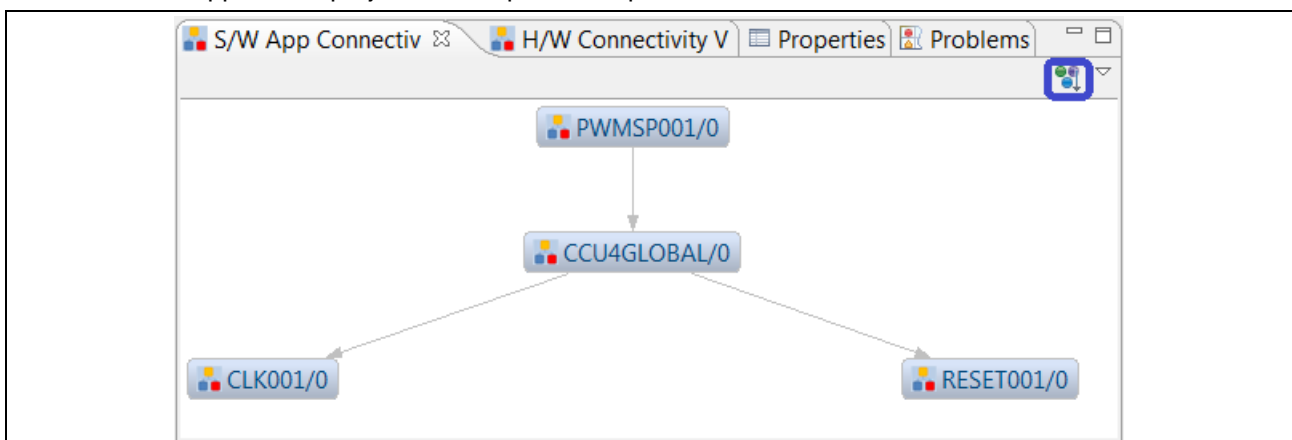 S/W App Connectiv H/W Connectivity V Properties Problems
PWMSP001/0
CCU4GLOBAL/0
CLK001/0 RESET001/0